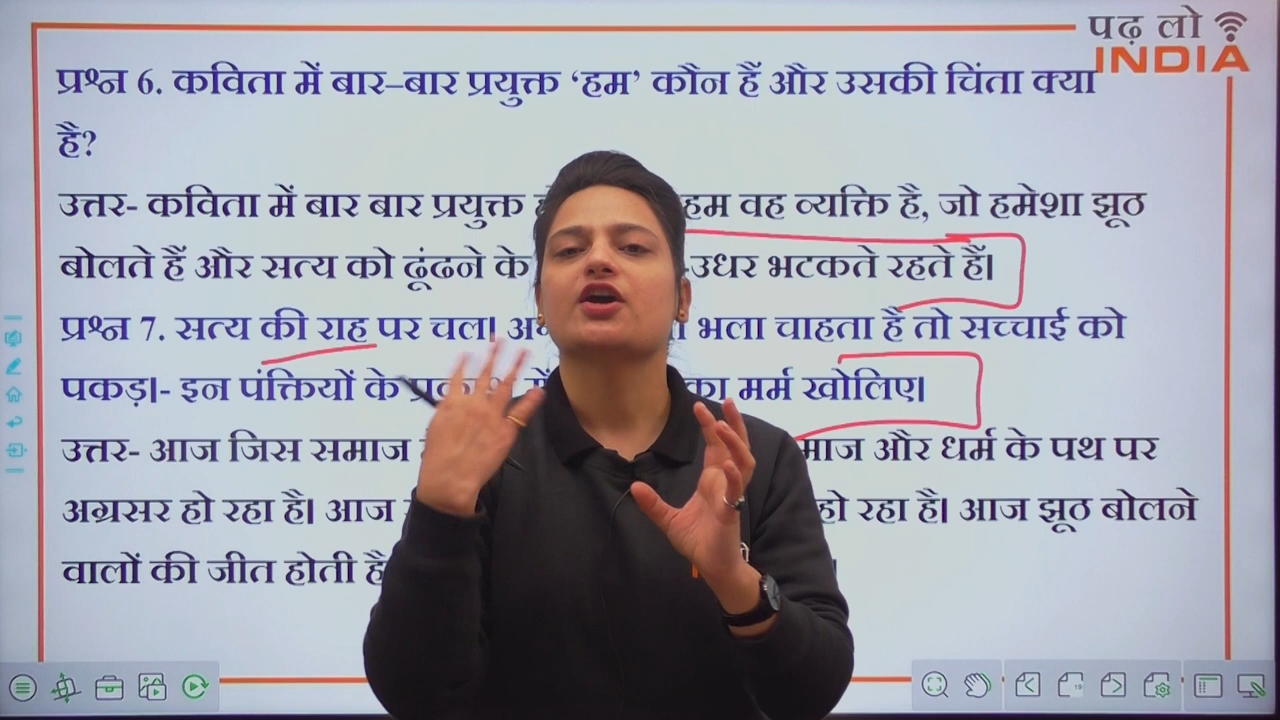 पढ़ लो
INDIA
प्रश्न 6. कविता में बार–बार प्रयुक्त ‘हम’ कौन हैं और उसकी चिंता क्या
है?
उत्तर- कविता में बार बार प्रयुक्त हम वह व्यक्ति है, जो हमेशा झूठ
बोलते हैं और सत्य को ढूंढने के -उधर भटकते रहते हैं।
प्रश्न 7. सत्य की राह पर चल। भला चाहता है तो सच्चाई को
पकड़।- इन पंक्तियों के का मर्म खोलिए।
उत्तर- आज जिस समाज और धर्म के पथ पर
अग्रसर हो रहा है। आज हो रहा है। आज झूठ बोलने
वालों की जीत होती है